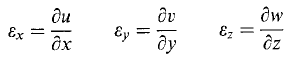 εx = ∂u/∂x εy = ∂v/∂y εz = ∂w/∂z